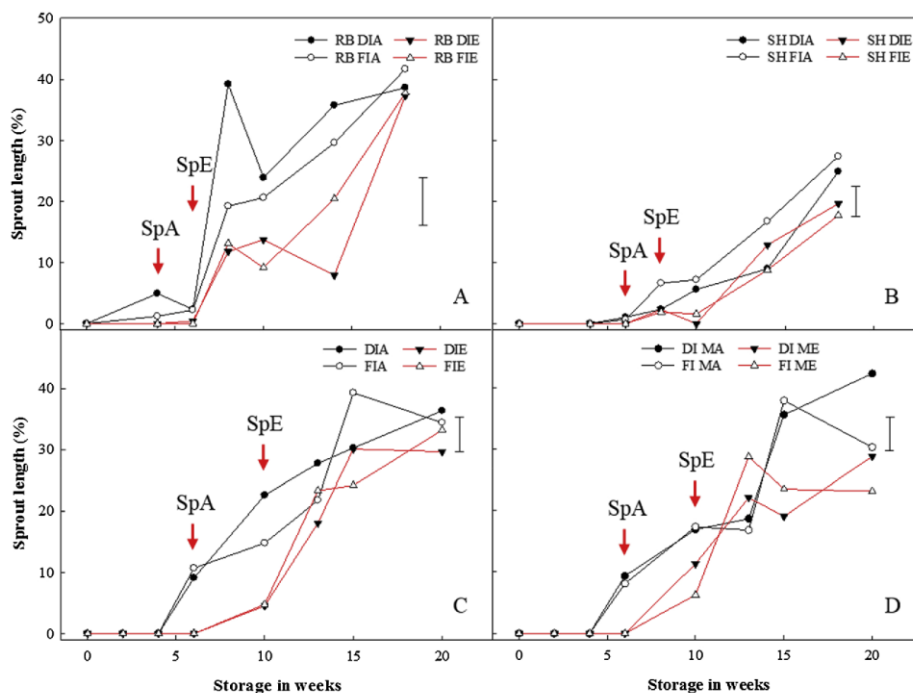 50
40
30
20
10
0
Sprout length (%)
RB DIA RB DIE
RB FIA RB FIE
SpE
SpA
A
SH DIA SH DIE
SH FIA SH FIE
SpE
SpA
B
40
30
20
10
0
Sprout length (%)
DIA DIE
FIA FIE
SpE
SpA
C
DI MA DI ME
FI MA FI ME
SpE
SpA
D
0 5 10 15 20
0 5 10 15 20
Storage in weeks
Storage in weeks